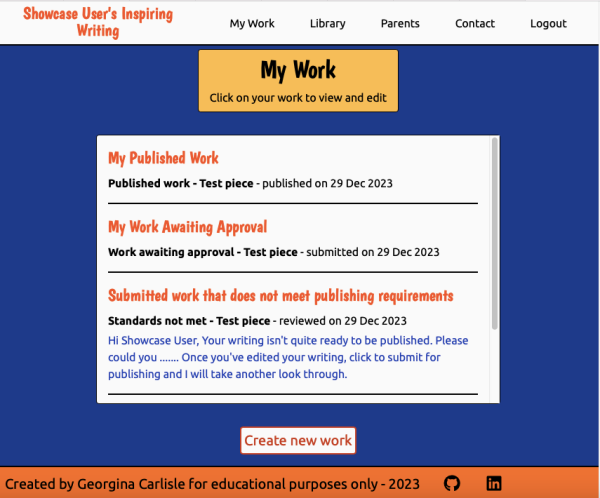 Showcase User's Inspiring
Writing
My Work
Library
Parents
Contact
Logout
My Work
Click on your work to view and edit
My Published Work
Published work - Test piece - published on 29 Dec 2023
My Work Awaiting Approval
Work awaiting approval - Test piece - submitted on 29 Dec 2023
Submitted work that does not meet publishing requirements
Standards not met - Test piece - reviewed on 29 Dec 2023
Hi Showcase User, Your writing isn't quite ready to be published. Please
could you ....... Once you've edited your writing, click to submit for
publishing and I will take another look through.
Create new work
Created by Georgina Carlisle for educational purposes only - 2023
in